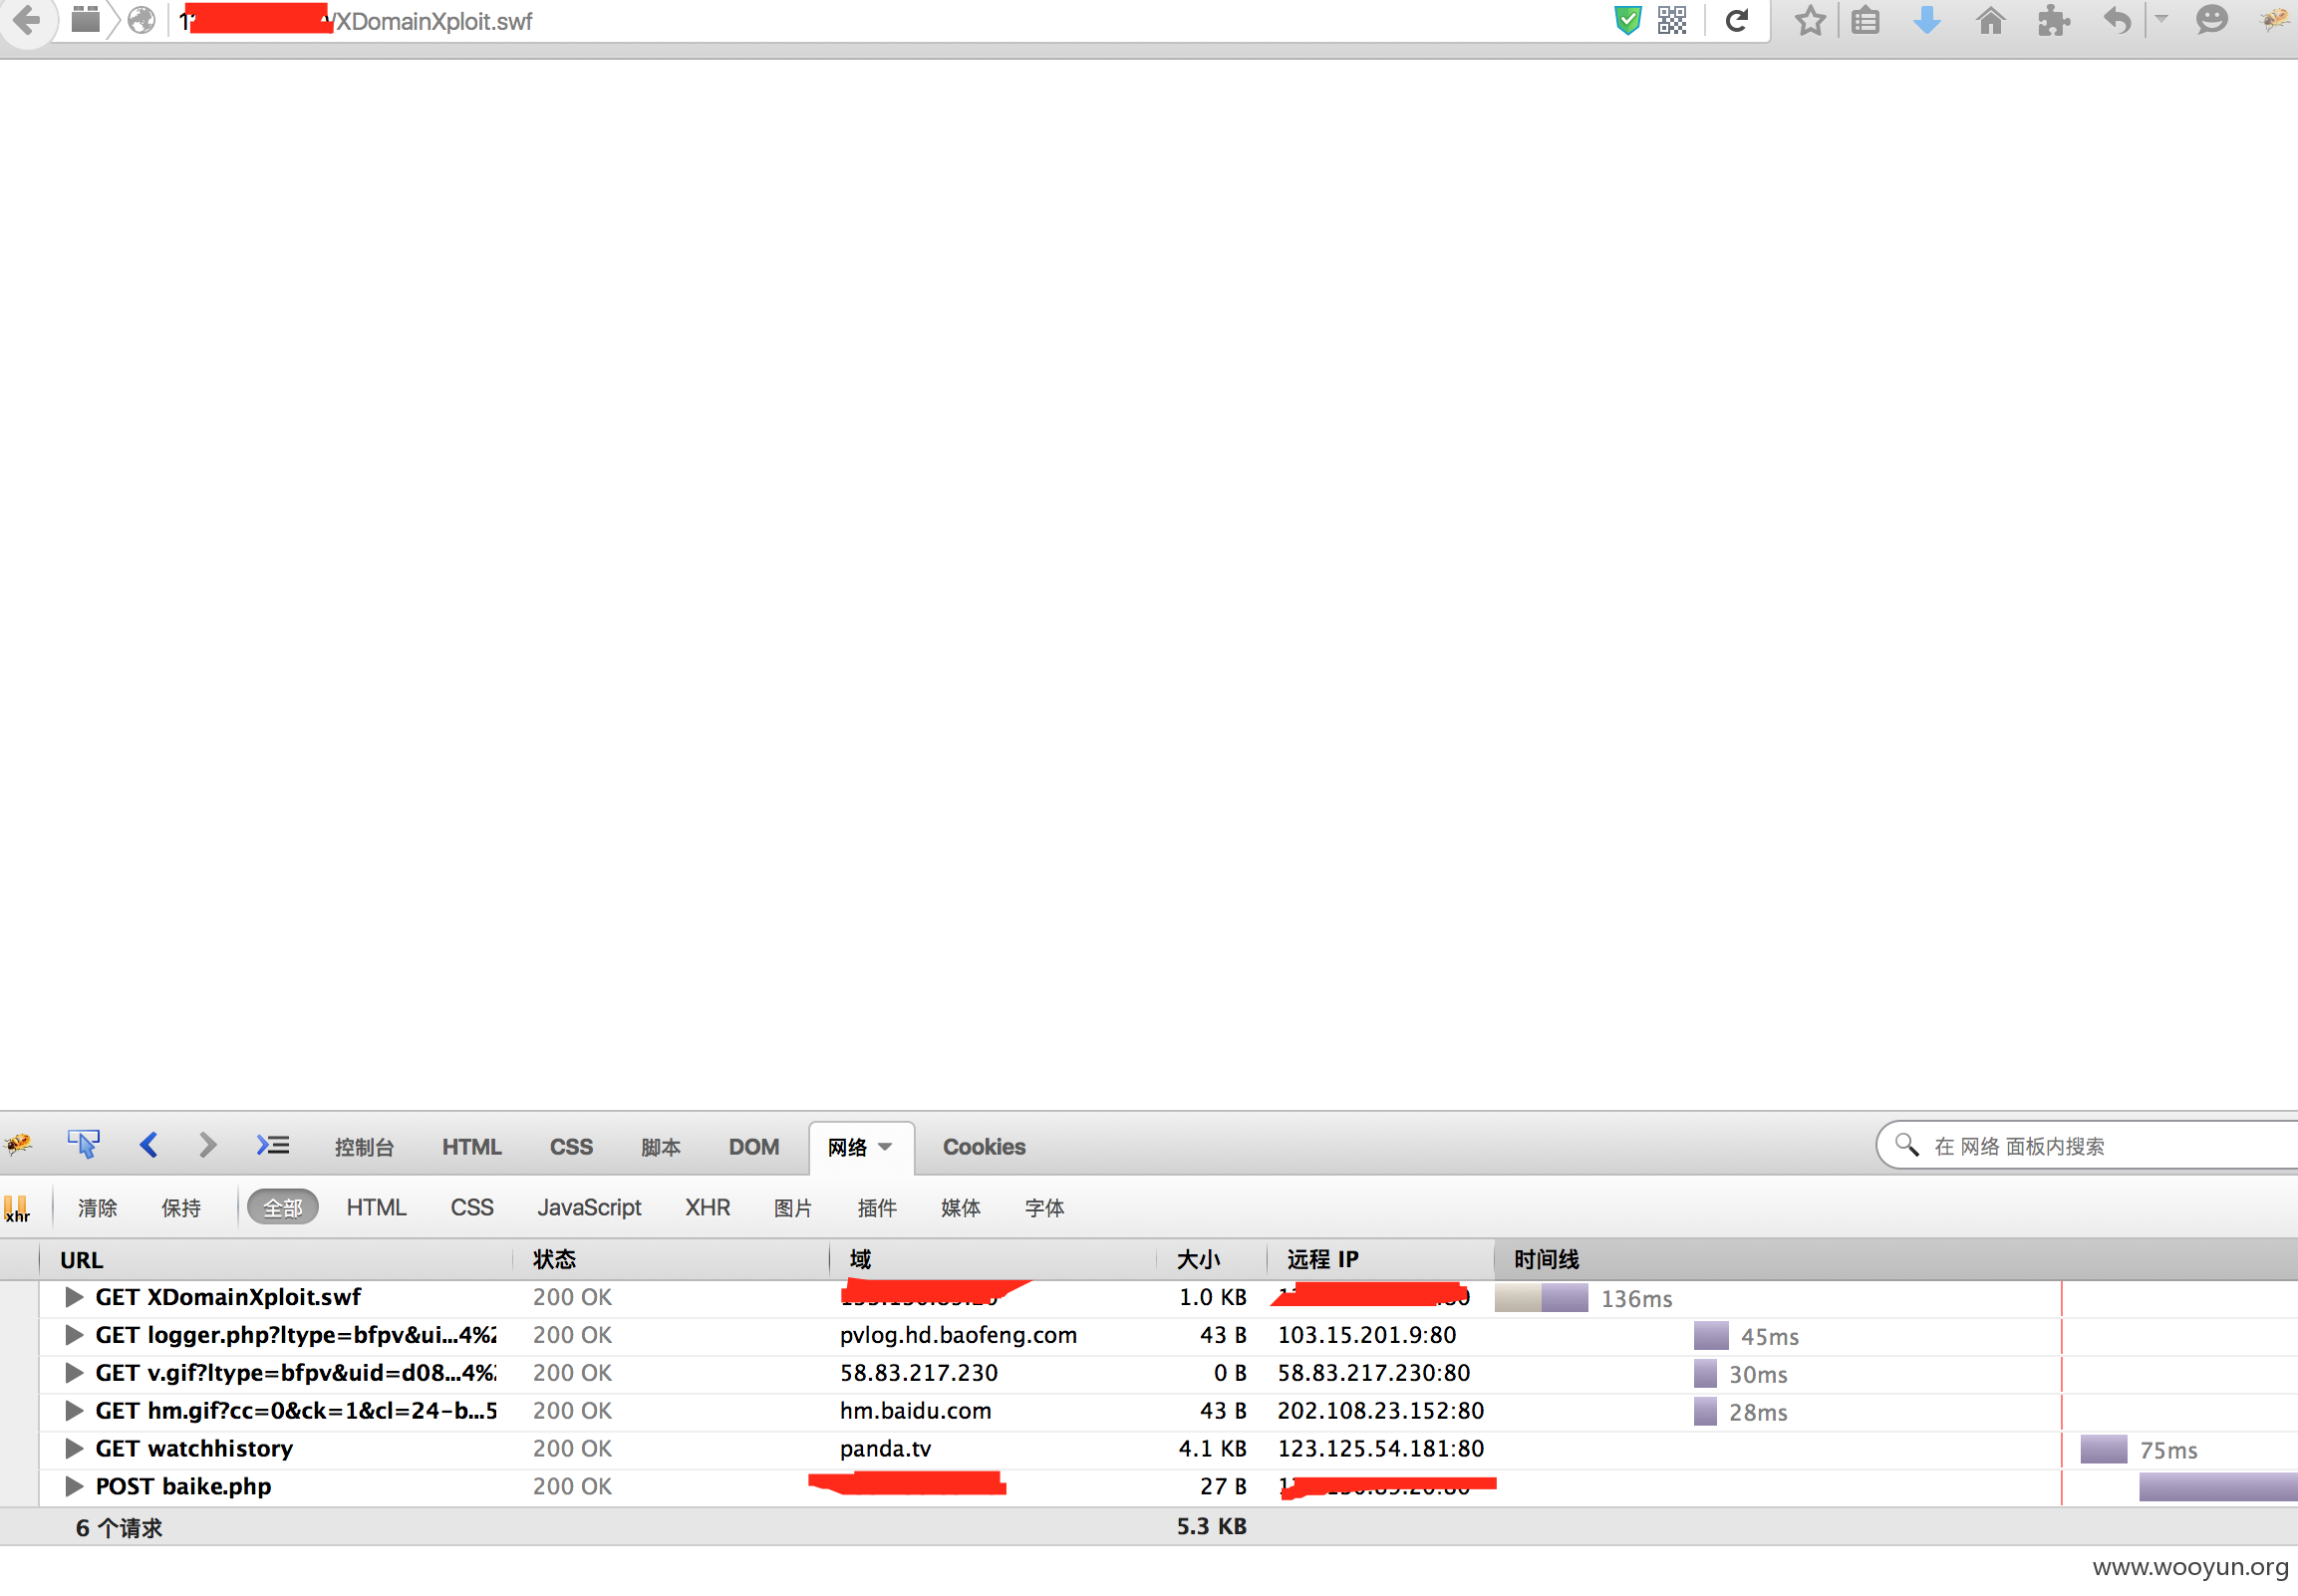 /XDomainXploit.swf
控制台 HTML CSS 脚本 DOM 网络 Cookies 在 网络 面板内搜索
xhr 清除 保持 全部 HTML CSS JavaScript XHR 图片 插件 媒体 字体
URL 状态 域 大小 远程 IP 时间线
GET XDomainXploit.swf 200 OK 1.0 KB 136ms
GET logger.php?ltype=bfpv&ui...4%2 200 OK pvlog.hd.baofeng.com 43 B 103.15.201.9:80 45ms
GET v.gif?ltype=bfpv&uid=d08...4%2 200 OK 58.83.217.230 0 B 58.83.217.230:80 30ms
GET hm.gif?cc=0&ck=1&cl=24-b...5 200 OK hm.baidu.com 43 B 202.108.23.152:80 28ms
GET watchhistory 200 OK panda.tv 4.1 KB 123.125.54.181:80 75ms
POST baike.php 200 OK 27 B
6 个请求 5.3 KB
www.wooyun.org